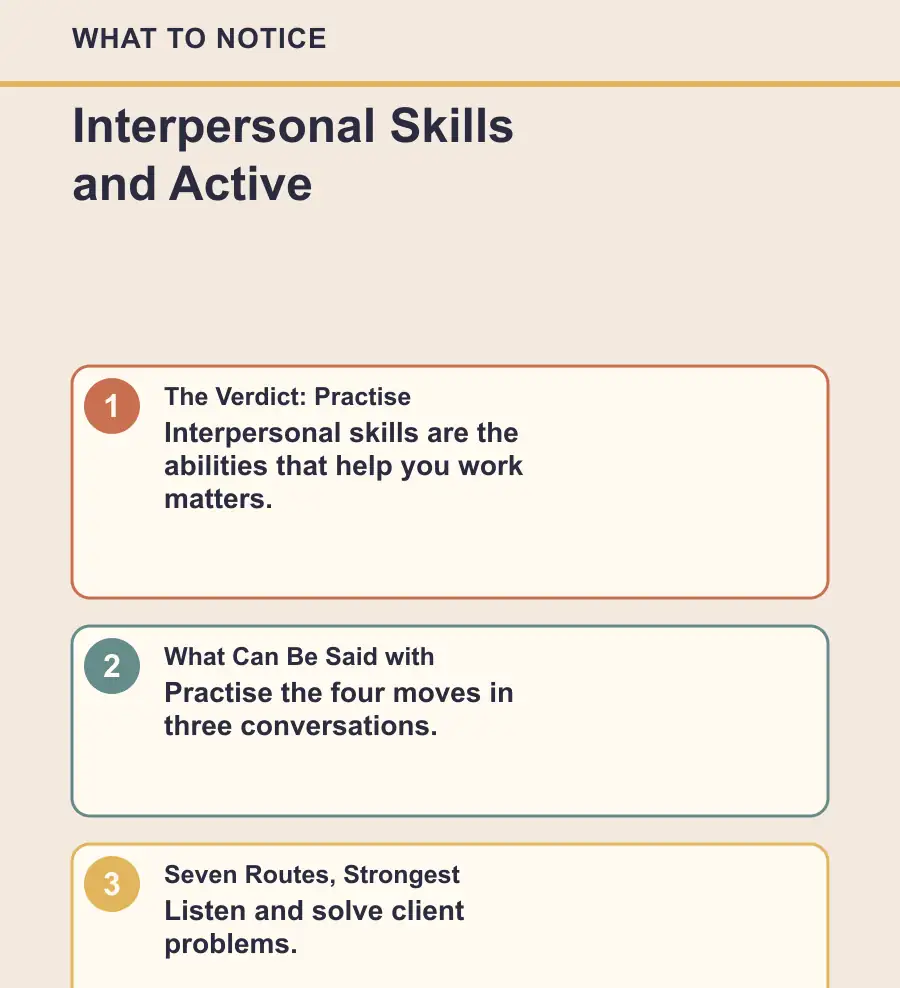 WHAT TO NOTICE
Interpersonal Skills
and Active
1
The Verdict: Practise
Interpersonal skills are the
abilities that help you work
matters.
2
What Can Be Said with
Practise the four moves in
three conversations.
3
Seven Routes, Strongest
Listen and solve client
problems.